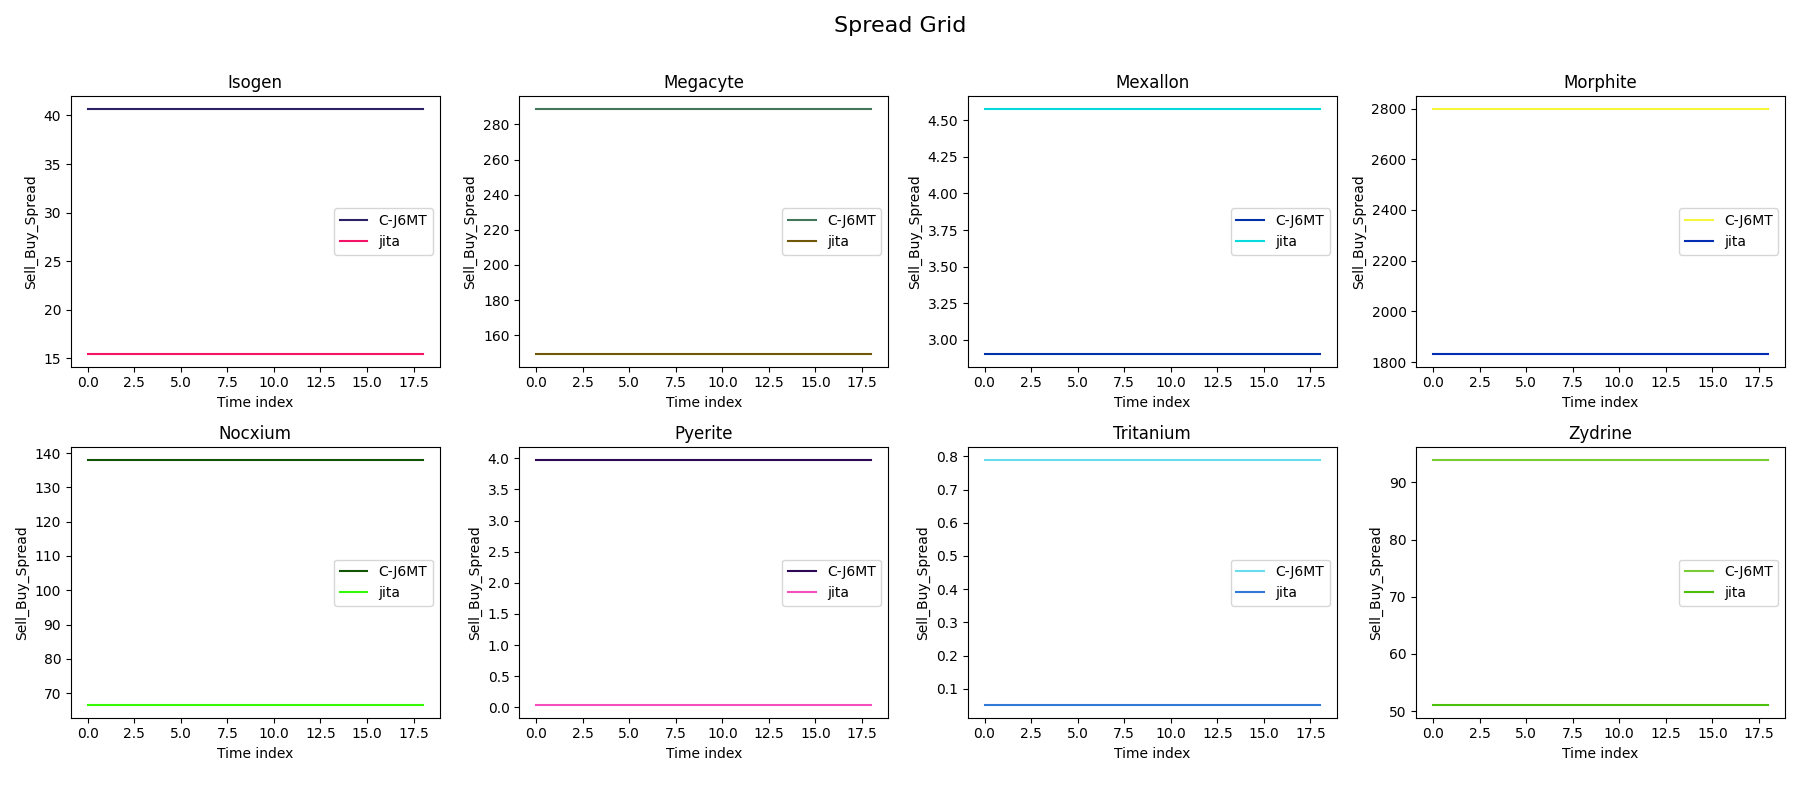 Spread Grid
Isogen
Sell_Buy_Spread
40
35
30
25
20
15
C-J6MT
jita
0.0 2.5 5.0 7.5 10.0 12.5 15.0 17.5
Time index
Megacyte
Sell_Buy_Spread
280
260
240
220
200
180
160
C-J6MT
jita
0.0 2.5 5.0 7.5 10.0 12.5 15.0 17.5
Time index
Mexallon
Sell_Buy_Spread
4.50
4.25
4.00
3.75
3.50
3.25
3.00
C-J6MT
jita
0.0 2.5 5.0 7.5 10.0 12.5 15.0 17.5
Time index
Morphite
Sell_Buy_Spread
2800
2600
2400
2200
2000
1800
C-J6MT
jita
0.0 2.5 5.0 7.5 10.0 12.5 15.0 17.5
Time index
Nocxium
Sell_Buy_Spread
140
130
120
110
100
90
80
70
C-J6MT
jita
0.0 2.5 5.0 7.5 10.0 12.5 15.0 17.5
Time index
Pyerite
Sell_Buy_Spread
4.0
3.5
3.0
2.5
2.0
1.5
1.0
0.5
0.0
C-J6MT
jita
0.0 2.5 5.0 7.5 10.0 12.5 15.0 17.5
Time index
Tritanium
Sell_Buy_Spread
0.8
0.7
0.6
0.5
0.4
0.3
0.2
0.1
C-J6MT
jita
0.0 2.5 5.0 7.5 10.0 12.5 15.0 17.5
Time index
Zydrine
Sell_Buy_Spread
90
80
70
60
50
C-J6MT
jita
0.0 2.5 5.0 7.5 10.0 12.5 15.0 17.5
Time index